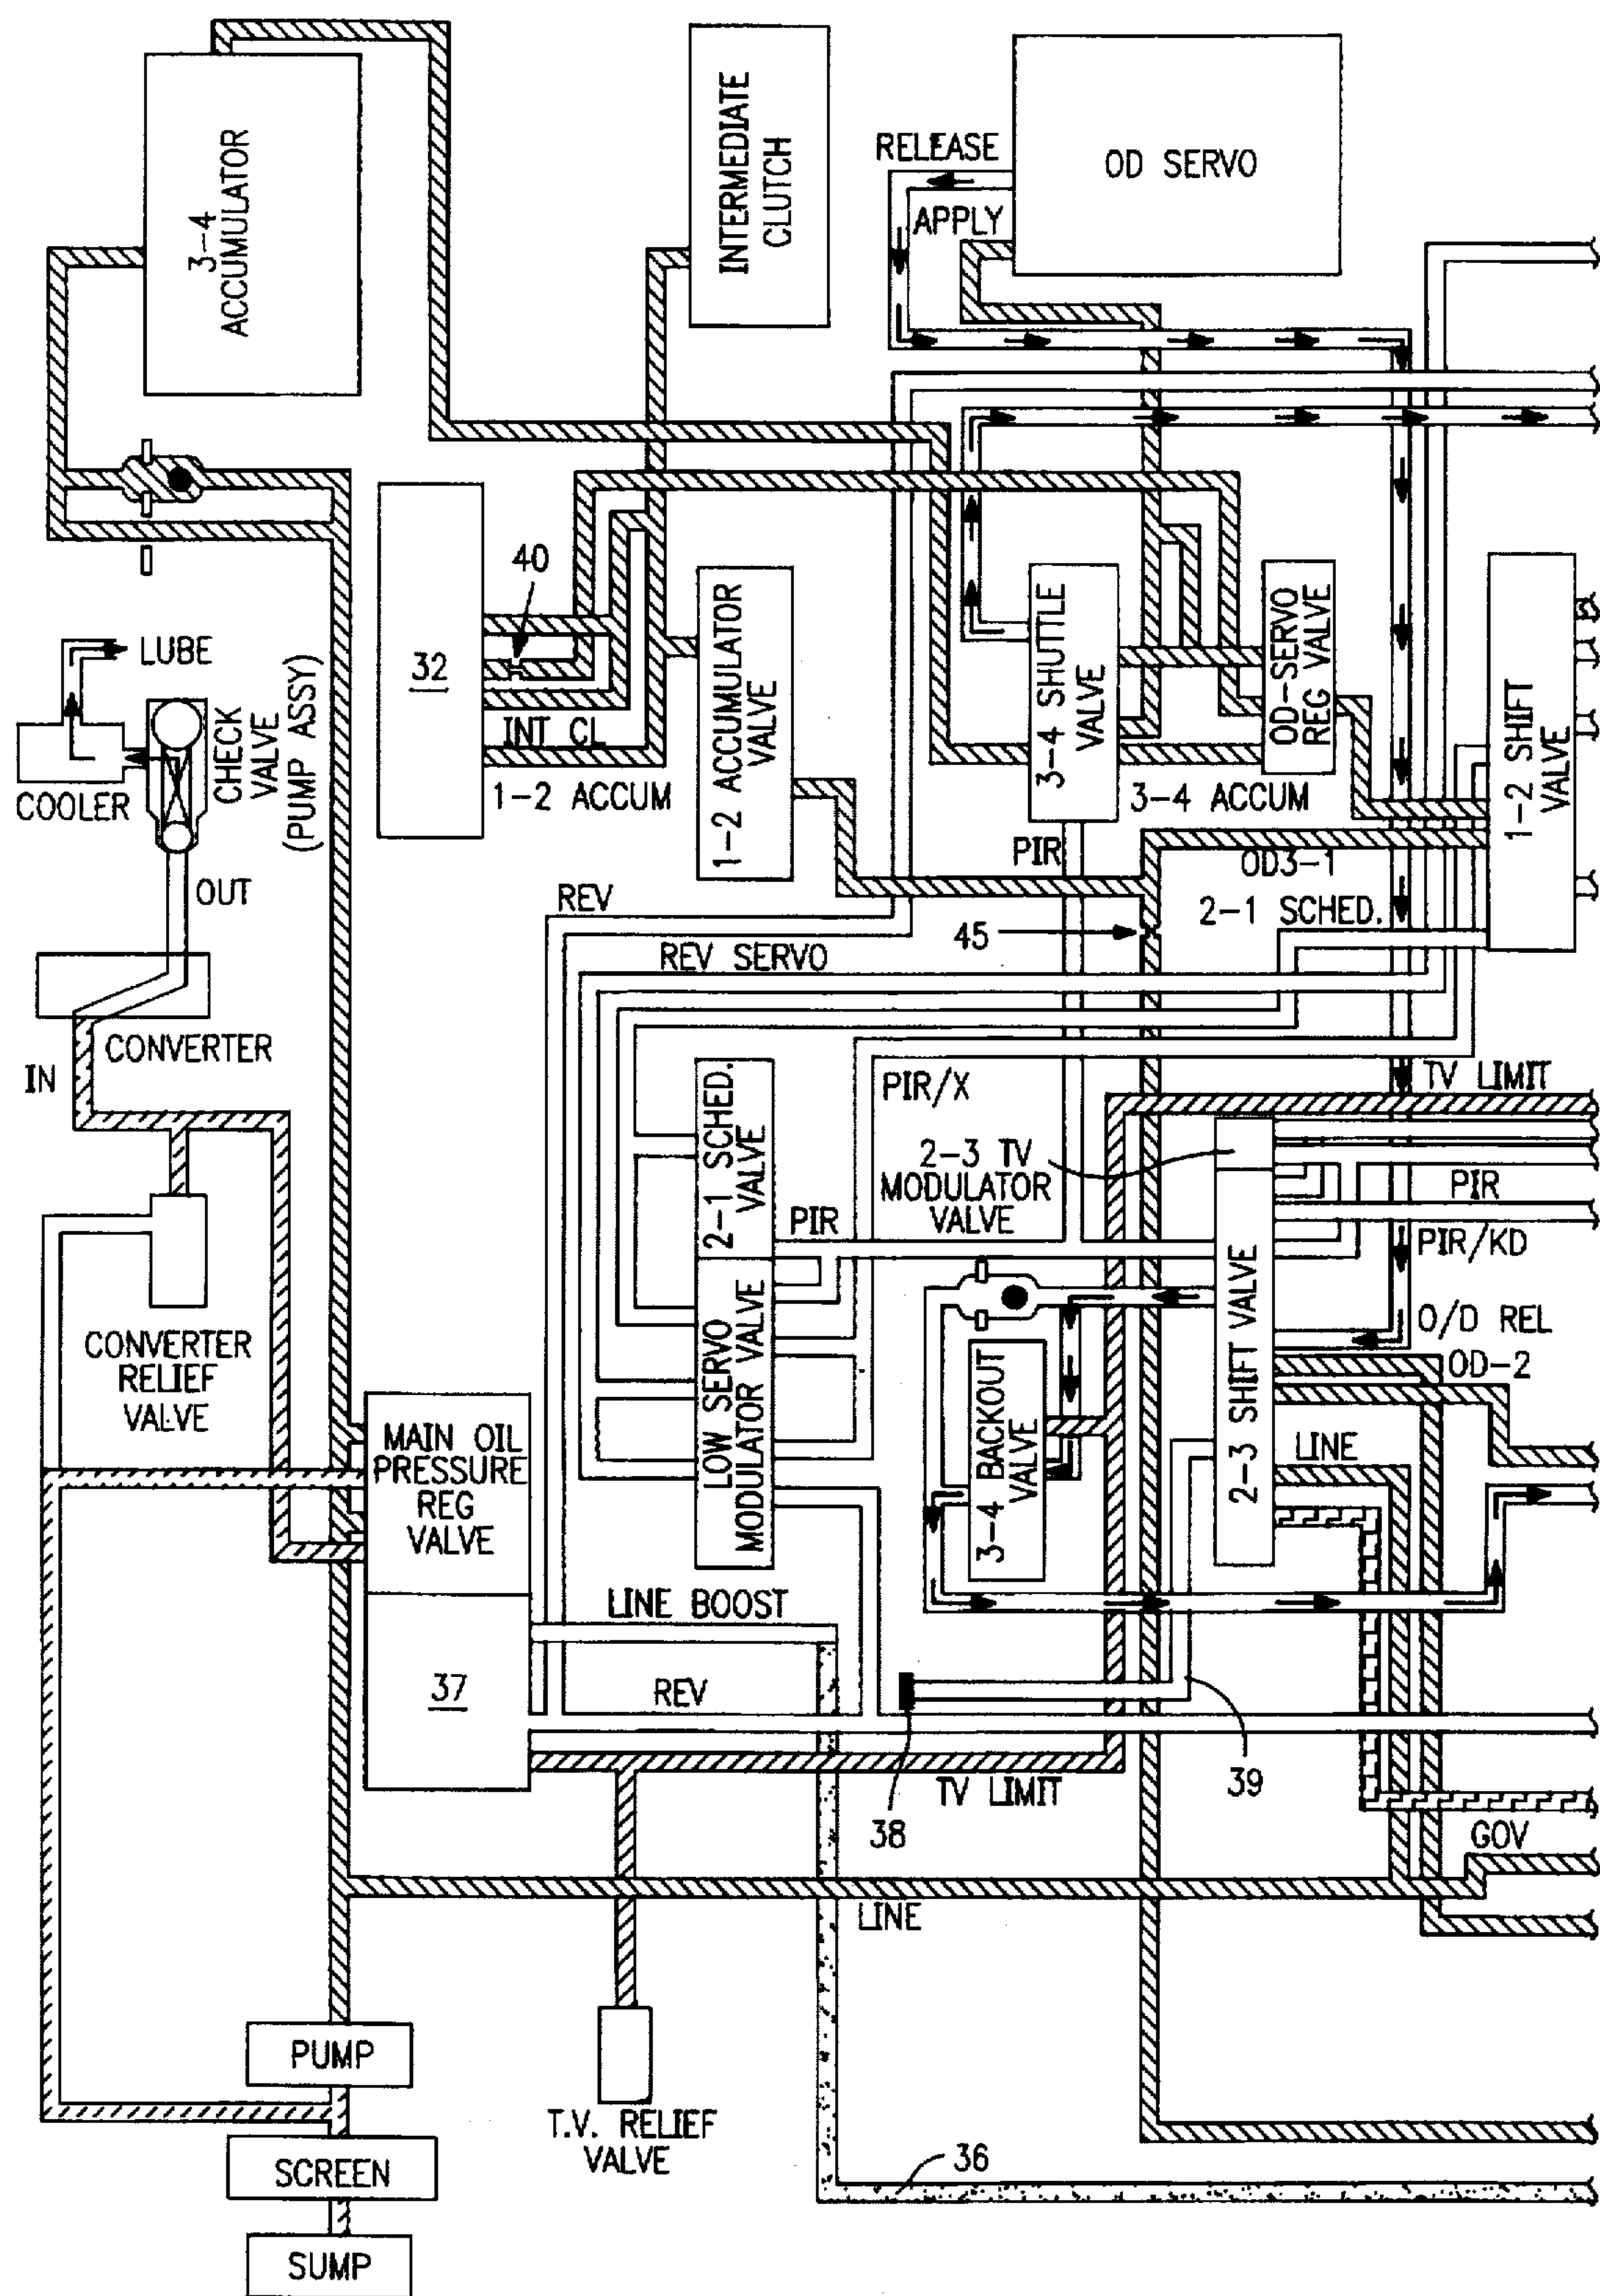 3-4
ACCUMULATOR
INTERMEDIATE
CLUTCH
RELEASE
APPLY
OD SERVO
40
32
INT CL
1-2 ACCUM
1-2 ACCUMULATOR
VALVE
3-4 SHUTTLE
VALVE
OD-SERVO
REG VALVE
1-2 SHIFT
VALVE
LUBE
COOLER
CHECK
VALVE
(PUMP ASSY)
3-4 ACCUM
PIR
OD3-1
2-1 SCHED.
OUT
REV
45
REV SERVO
CONVERTER
IN
2-1 SCHED.
VALVE
PIR/X
TV LIMIT
2-3 TV
MODULATOR
VALVE
PIR
PIR
PIR/KD
O/D REL
OD-2
CONVERTER
RELIEF
VALVE
MAIN OIL
PRESSURE
REG
VALVE
LOW SERVO
MODULATOR VALVE
3-4 BACKOUT
VALVE
2-3 SHIFT VALVE
LINE
LINE BOOST
37
REV
38
39
TV LIMIT
GOV
LINE
PUMP
T.V. RELIEF
VALVE
SCREEN
36
SUMP